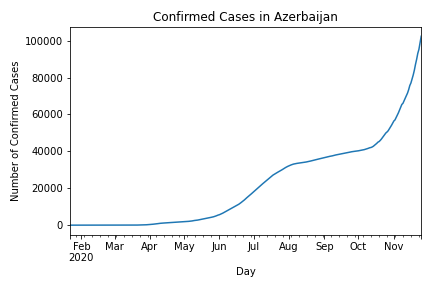 Confirmed Cases in Azerbaijan
Number of Confirmed Cases
100000
80000
60000
40000
20000
0
Feb Mar Apr May Jun Jul Aug Sep Oct Nov
2020
Day